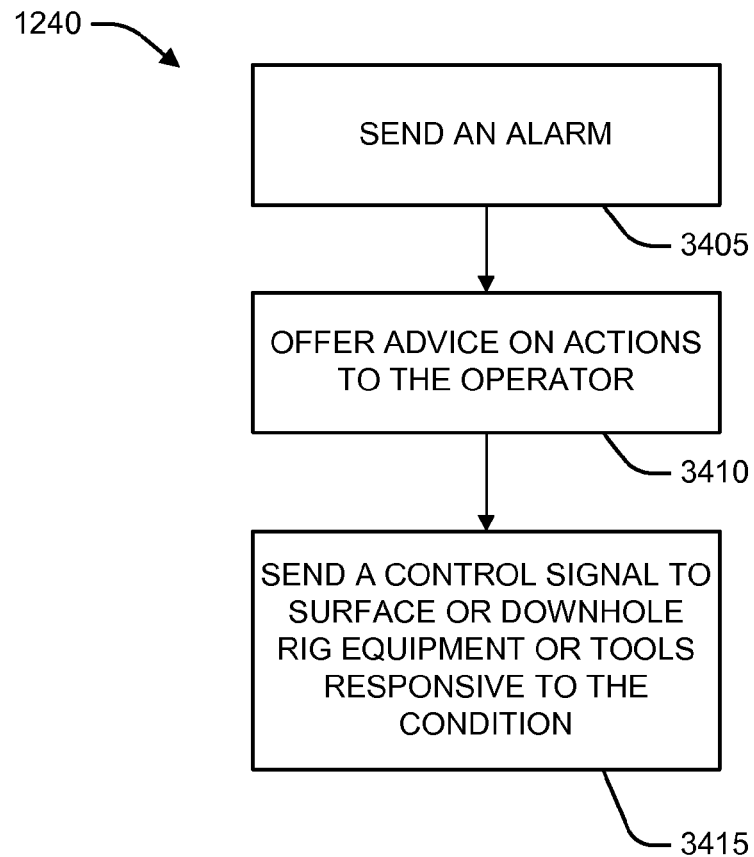 1240
SEND AN ALARM
3405
OFFER ADVICE ON ACTIONS
TO THE OPERATOR
3410
SEND A CONTROL SIGNAL TO
SURFACE OR DOWNHOLE
RIG EQUIPMENT OR TOOLS
RESPONSIVE TO THE
CONDITION
3415